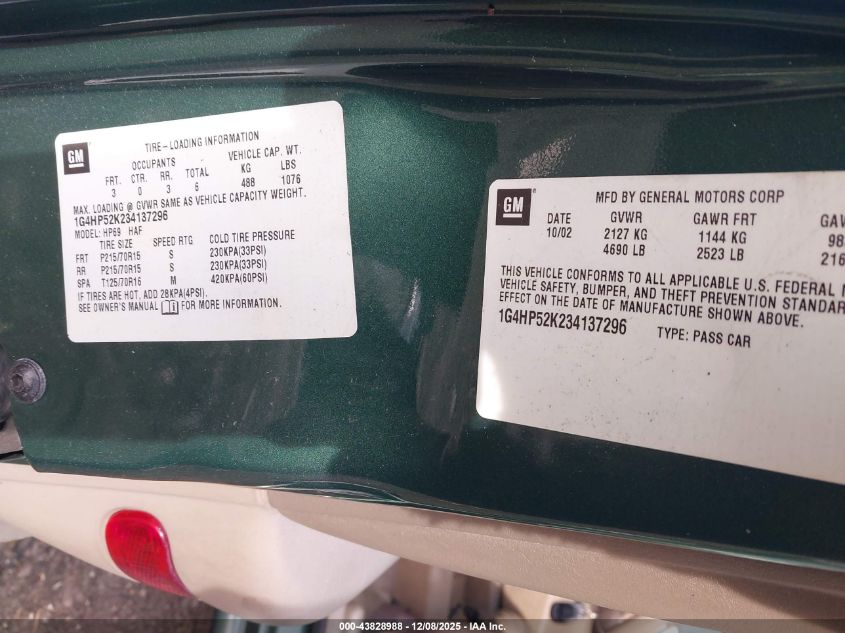 GM
TIRE-LOADING INFORMATION
OCCUPANTS VEHICLE CAP. WT.
FRT. CTR. RR. TOTAL KG LBS
3 0 3 6 488 1076
MAX. LOADING @ GVWR SAME AS VEHICLE CAPACITY WEIGHT.
1G4HP52K234137296
MODEL: HP69 HAF
TIRE SIZE SPEED RTG COLD TIRE PRESSURE
FRT P215/70R15 S 230KPA(33PSI)
RR P215/70R15 S 230KPA(33PSI)
SPA T125/70R16 M 420KPA(60PSI)
IF TIRES ARE HOT, ADD 28KPA(4PSI).
SEE OWNER'S MANUAL FOR MORE INFORMATION.
GM
MFD BY GENERAL MOTORS CORP
DATE GVWR GAWR FRT GAW
10/02 2127 KG 1144 KG 98
4690 LB 2523 LB 216
THIS VEHICLE CONFORMS TO ALL APPLICABLE U.S. FEDERAL
VEHICLE SAFETY, BUMPER, AND THEFT PREVENTION STANDAR
EFFECT ON THE DATE OF MANUFACTURE SHOWN ABOVE.
1G4HP52K234137296 TYPE: PASS CAR
000-43828988 - 12/08/2025 - IAA Inc.